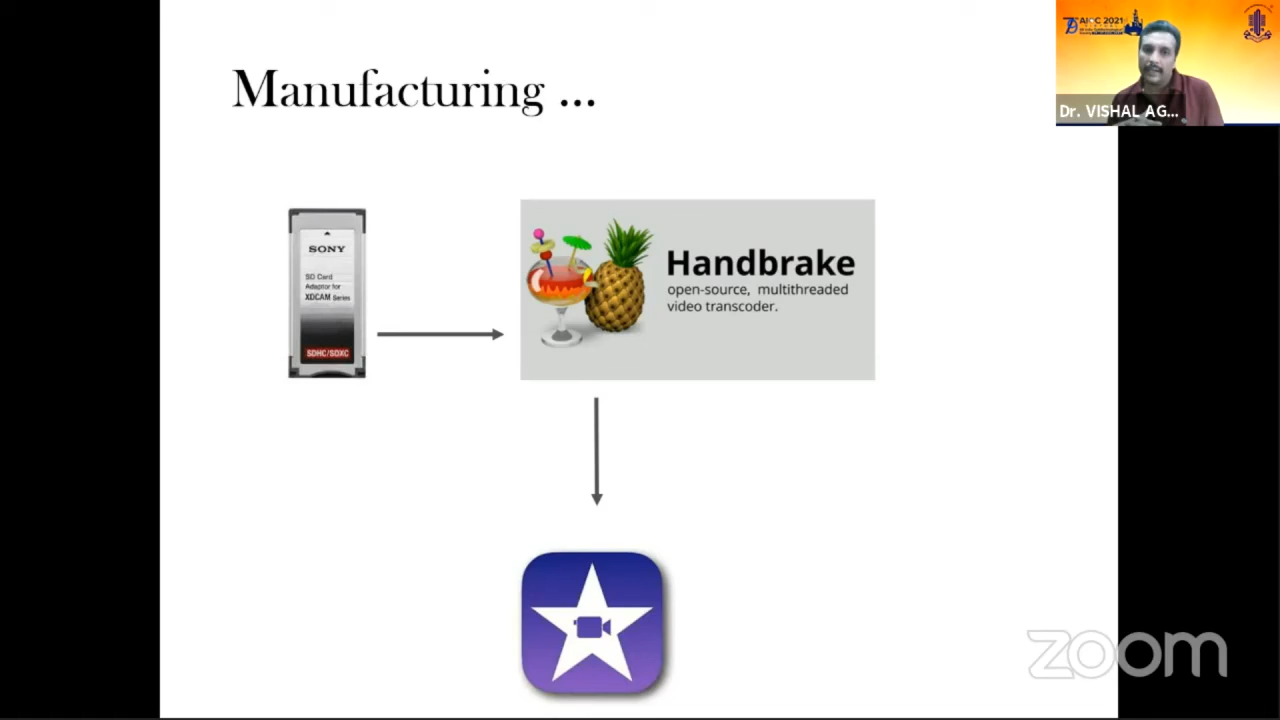 Manufacturing ...
AIOC 2021
Dr. VISHAL AG...
SONY
SD Card
Adaptor for
XDCAM Series
SDHC/SDXC
Handbrake
open-source, multithreaded
video transcoder.
zoom